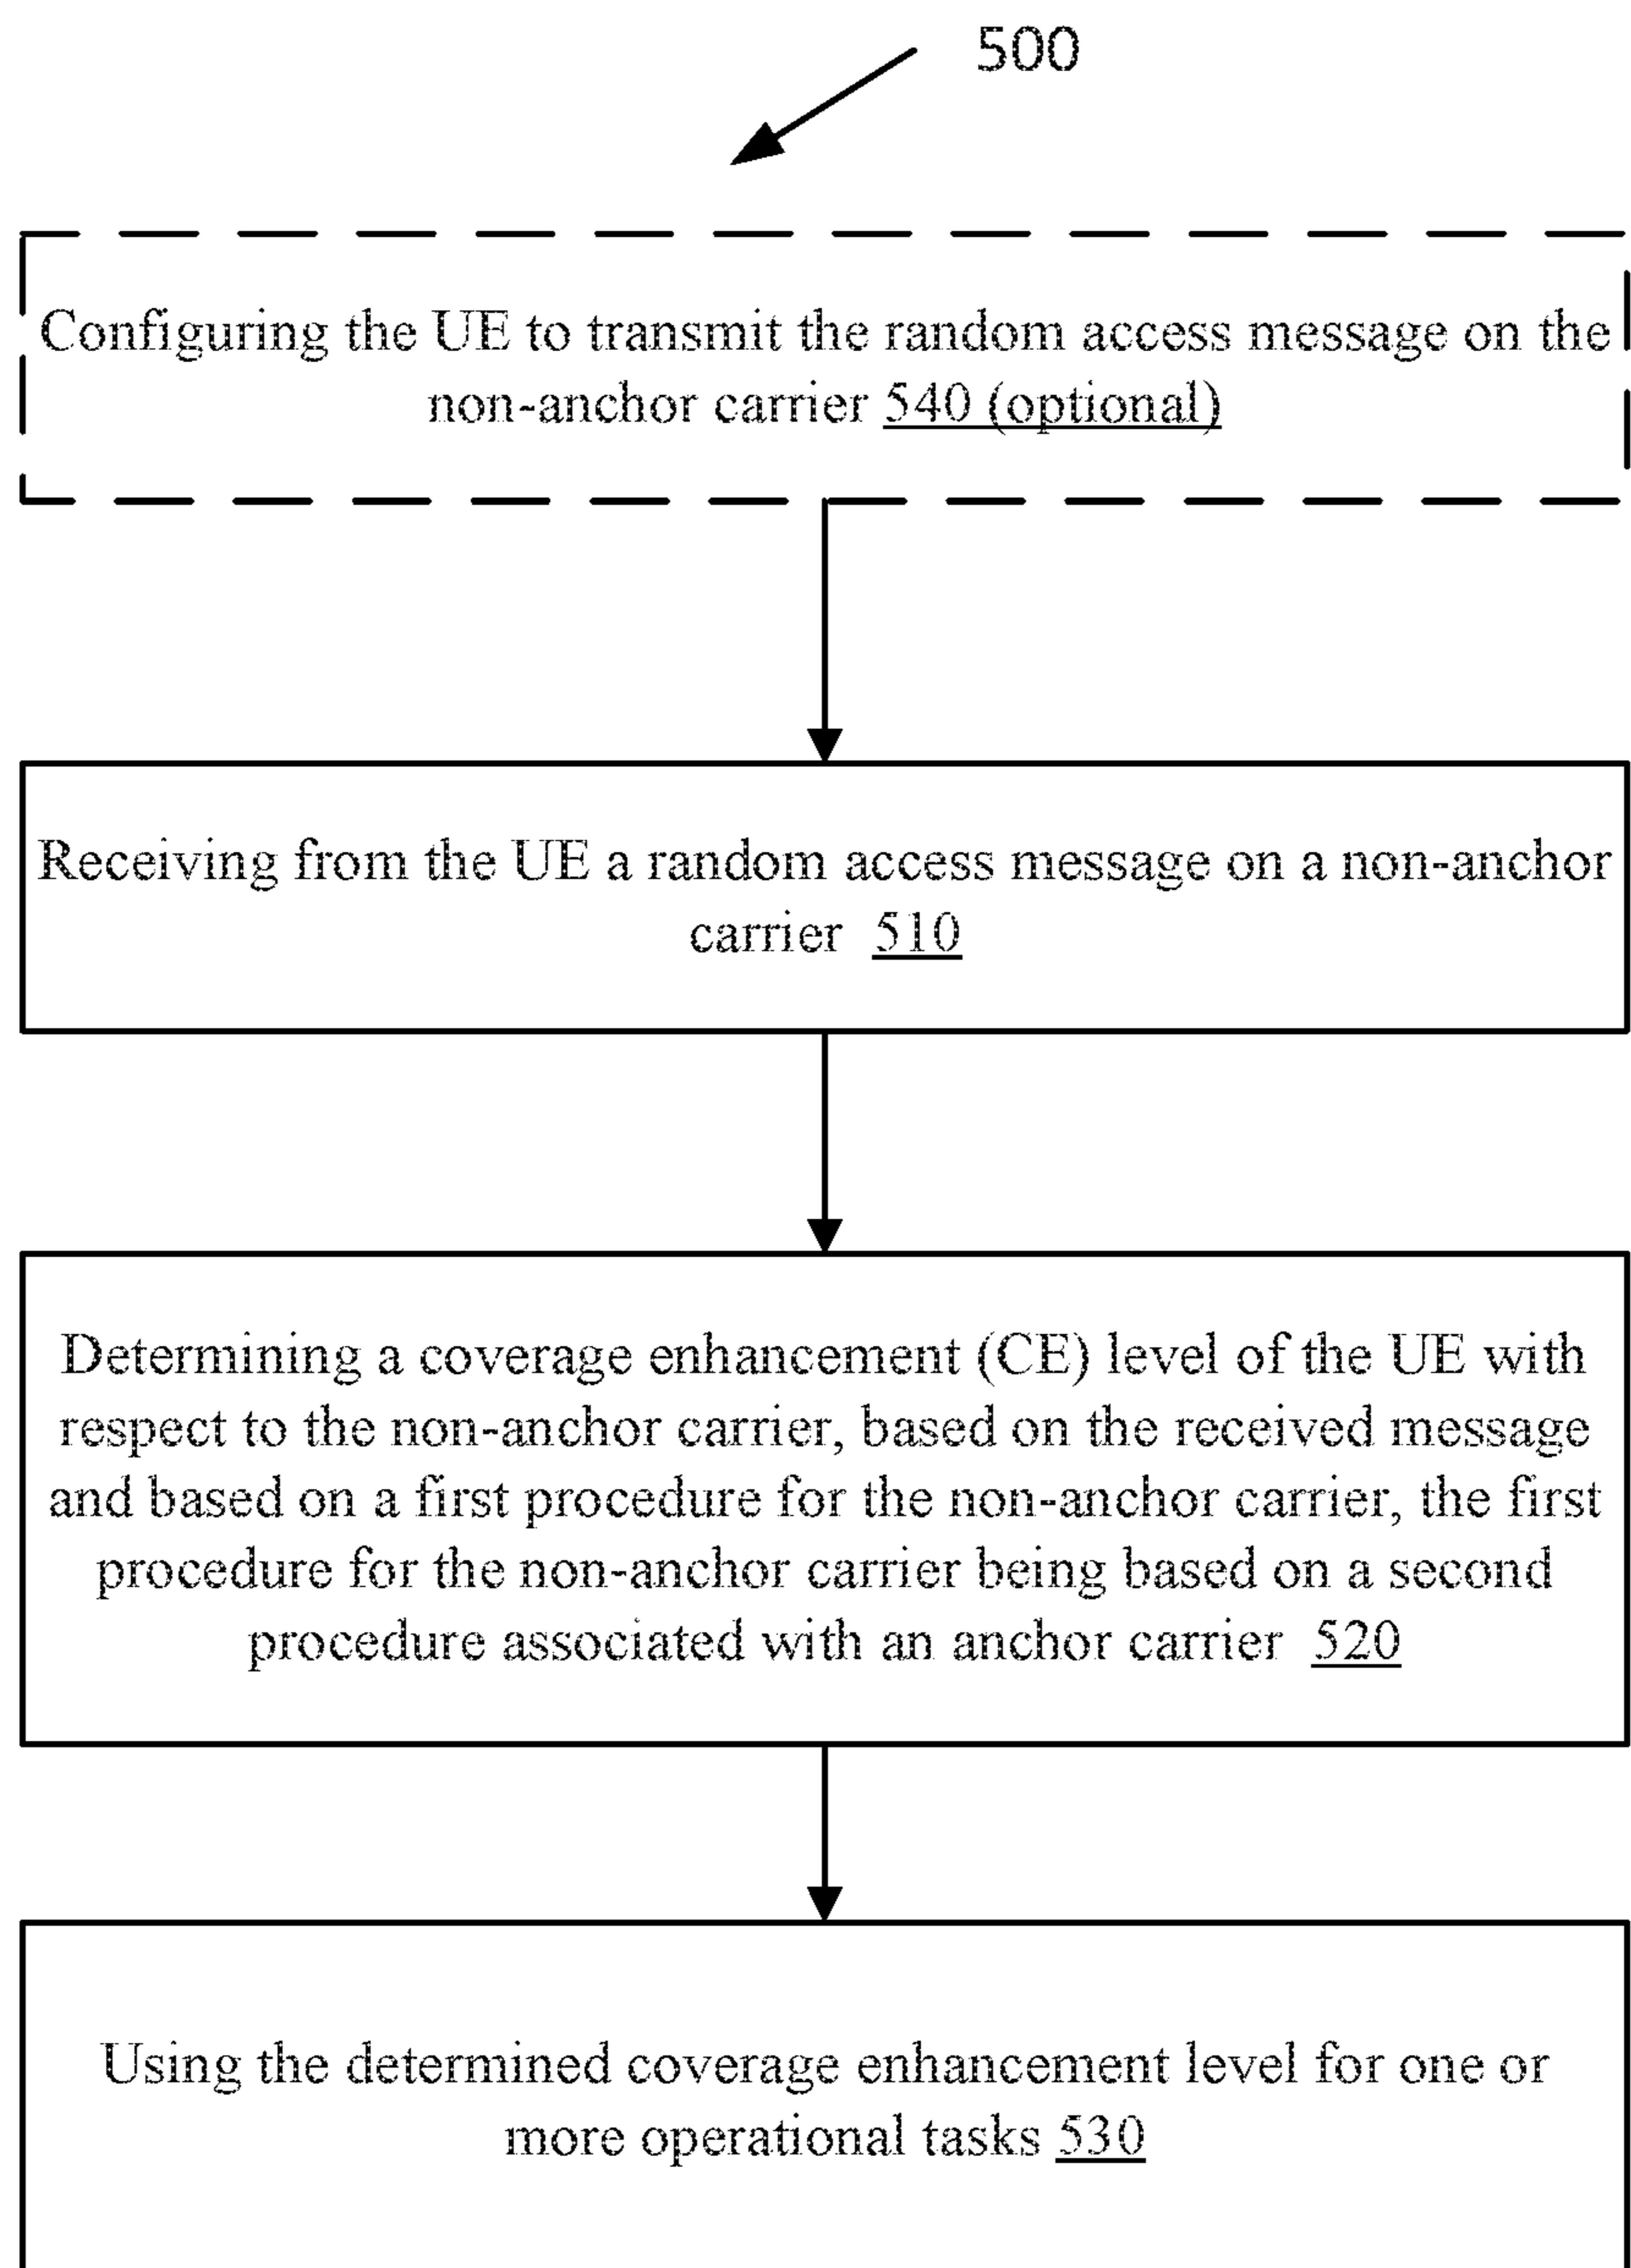 500
Configuring the UE to transmit the random access message on the
non-anchor carrier 540 (optional)
Receiving from the UE a random access message on a non-anchor
carrier 510
Determining a coverage enhancement (CE) level of the UE with
respect to the non-anchor carrier, based on the received message
and based on a first procedure for the non-anchor carrier, the first
procedure for the non-anchor carrier being based on a second
procedure associated with an anchor carrier 520
Using the determined coverage enhancement level for one or
more operational tasks 530